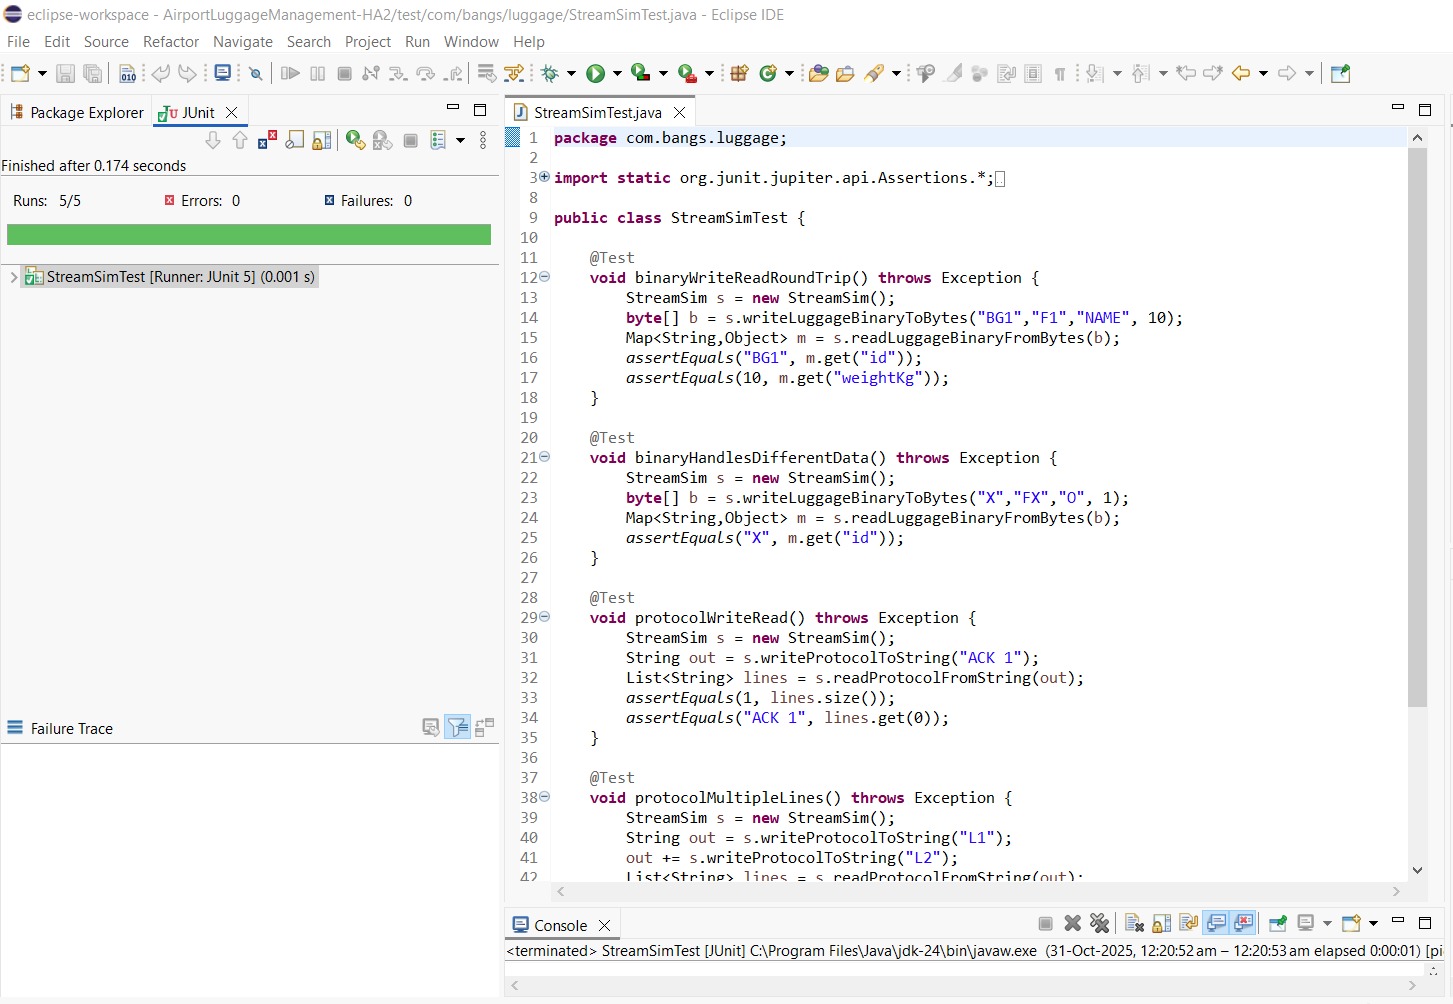 eclipse-workspace - AirportLuggageManagement-HA2/test/com/bangs/luggage/StreamSimTest.java - Eclipse IDE
File Edit Source Refactor Navigate Search Project Run Window Help
Package Explorer JUnit
Finished after 0.174 seconds
Runs: 5/5 Errors: 0 Failures: 0
StreamSimTest [Runner: JUnit 5] (0.001 s)
Failure Trace
StreamSimTest.java
1 package com.bangs.luggage;
2
3 import static org.junit.jupiter.api.Assertions.*;
8
9 public class StreamSimTest {
10
11 @Test
12 void binaryWriteReadRoundTrip() throws Exception {
13 StreamSim s = new StreamSim();
14 byte[] b = s.writeLuggageBinaryToBytes("BG1","F1","NAME", 10);
15 Map<String,Object> m = s.readLuggageBinaryFromBytes(b);
16 assertEquals("BG1", m.get("id"));
17 assertEquals(10, m.get("weightKg"));
18 }
19
20 @Test
21 void binaryHandlesDifferentData() throws Exception {
22 StreamSim s = new StreamSim();
23 byte[] b = s.writeLuggageBinaryToBytes("X","FX","O", 1);
24 Map<String,Object> m = s.readLuggageBinaryFromBytes(b);
25 assertEquals("X", m.get("id"));
26 }
27
28 @Test
29 void protocolWriteRead() throws Exception {
30 StreamSim s = new StreamSim();
31 String out = s.writeProtocolToString("ACK 1");
32 List<String> lines = s.readProtocolFromString(out);
33 assertEquals(1, lines.size());
34 assertEquals("ACK 1", lines.get(0));
35 }
36
37 @Test
38 void protocolMultipleLines() throws Exception {
39 StreamSim s = new StreamSim();
40 String out = s.writeProtocolToString("L1");
41 out += s.writeProtocolToString("L2");
42 List<String> lines = s.readProtocolFromString(out);
Console
<terminated> StreamSimTest [JUnit] C:\Program Files\Java\jdk-24\bin\javaw.exe (31-Oct-2025, 12:20:52 am – 12:20:53 am elapsed 0:00:01) [pi